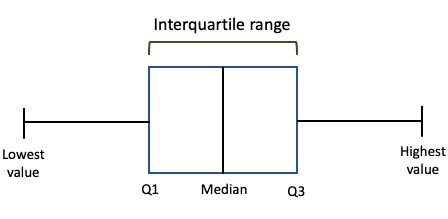 Interquartile range
Lowest
value
Q1
Median
Q3
Highest
value